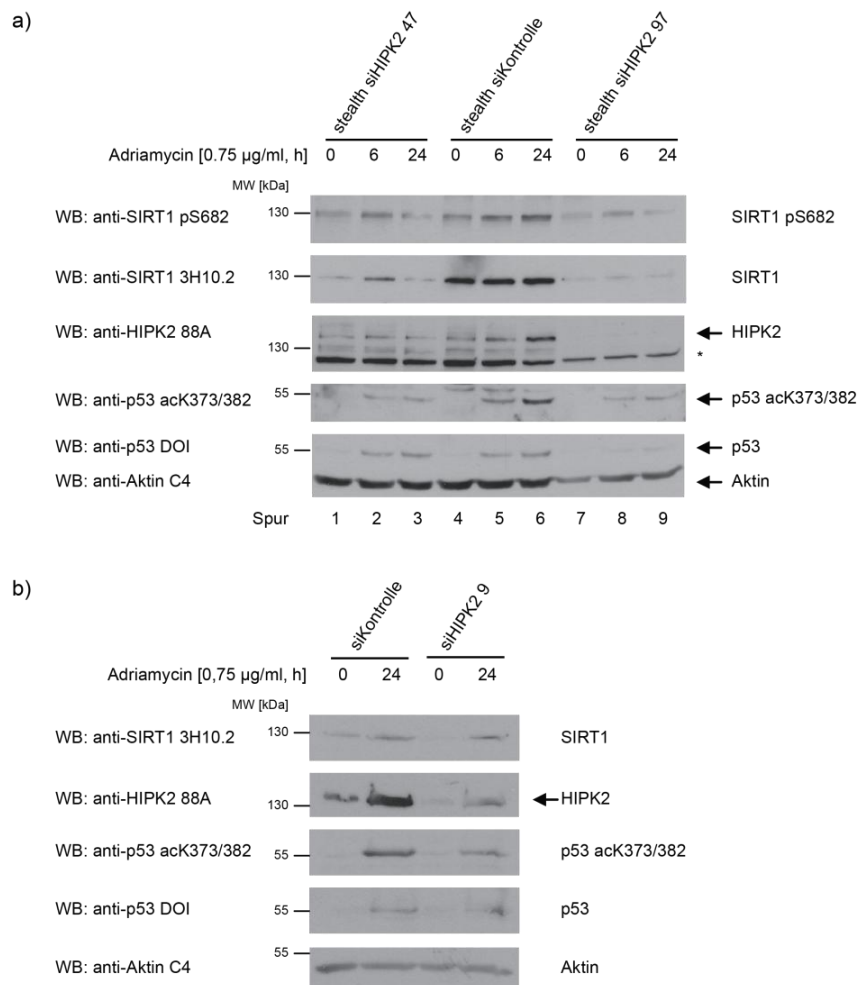 a)
stealth siHIPK2 47
stealth siKontrolle
stealth siHIPK2 97
Adriamycin [0.75 µg/ml, h] 0 6 24 0 6 24 0 6 24
MW [kDa]
WB: anti-SIRT1 pS682 130 SIRT1 pS682
WB: anti-SIRT1 3H10.2 130 SIRT1
WB: anti-HIPK2 88A HIPK2
130 *
WB: anti-p53 acK373/382 55 p53 acK373/382
WB: anti-p53 DOI 55 p53
WB: anti-Aktin C4 Aktin
Spur 1 2 3 4 5 6 7 8 9
b)
siKontrolle
siHIPK2 9
Adriamycin [0,75 µg/ml, h] 0 24 0 24
MW [kDa]
WB: anti-SIRT1 3H10.2 130 SIRT1
WB: anti-HIPK2 88A 130 HIPK2
WB: anti-p53 acK373/382 55 p53 acK373/382
WB: anti-p53 DOI 55 p53
55
WB: anti-Aktin C4 Aktin